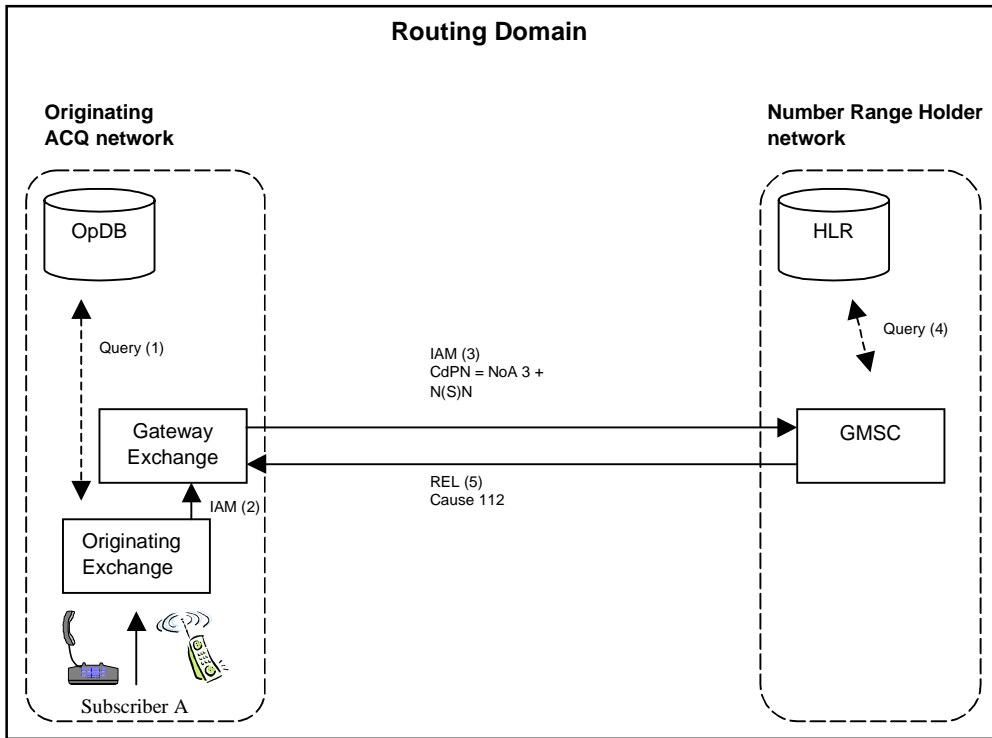 Routing Domain
Originating
ACQ network
Number Range Holder
network
OpDB
HLR
Query (1)
Query (4)
IAM (3)
CdPN = NoA 3 +
N(S)N
Gateway
Exchange
GMSC
REL (5)
Cause 112
IAM (2)
Originating
Exchange
Subscriber A